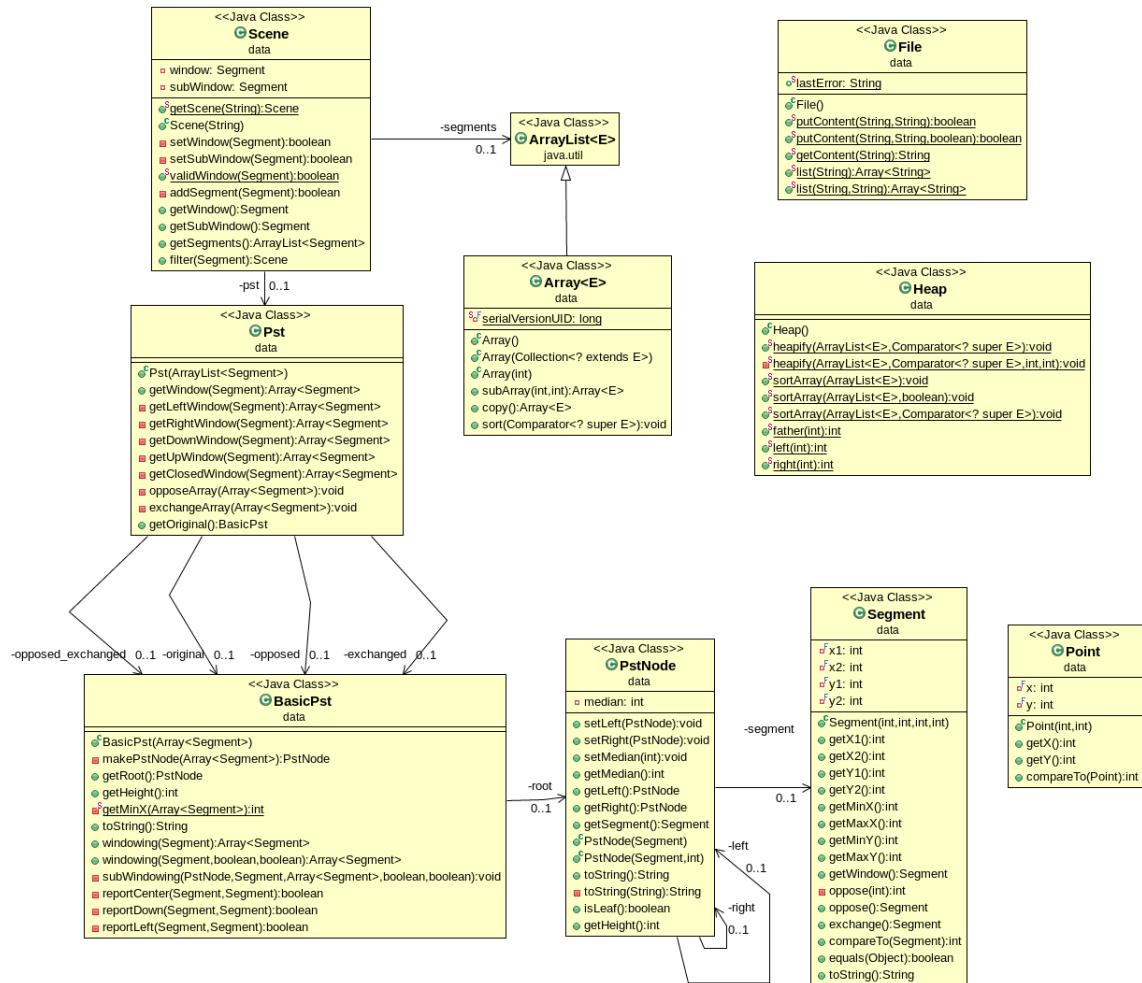 <<Java Class>>
Scene
data
window: Segment
subWindow: Segment
getScene(String):Scene
Scene(String)
setWindow(Segment):boolean
setSubWindow(Segment):boolean
validWindow(Segment):boolean
addSegment(Segment):boolean
getWindow():Segment
getSubWindow():Segment
getSegments():ArrayList<Segment>
filter(Segment):Scene
-segments
0..1
<<Java Class>>
ArrayList<E>
java.util
<<Java Class>>
File
data
lastError: String
File()
putContent(String,String):boolean
putContent(String,String,boolean):boolean
getContent(String):String
list(String):Array<String>
list(String,String):Array<String>
-pst 0..1
<<Java Class>>
Pst
data
Pst(ArrayList<Segment>)
getWindow(Segment):Array<Segment>
getLeftWindow(Segment):Array<Segment>
getRightWindow(Segment):Array<Segment>
getDownWindow(Segment):Array<Segment>
getUpWindow(Segment):Array<Segment>
getClosedWindow(Segment):Array<Segment>
opposeArray(Array<Segment>):void
exchangeArray(Array<Segment>):void
getOriginal():BasicPst
<<Java Class>>
Array<E>
data
serialVersionUID: long
Array()
Array(Collection<? extends E>)
Array(int)
subArray(int,int):Array<E>
copy():Array<E>
sort(Comparator<? super E>):void
<<Java Class>>
Heap
data
Heap()
heapify(ArrayList<E>,Comparator<? super E>):void
heapify(ArrayList<E>,Comparator<? super E>,int,int):void
sortArray(ArrayList<E>):void
sortArray(ArrayList<E>,boolean):void
sortArray(ArrayList<E>,Comparator<? super E>):void
father(int):int
left(int):int
right(int):int
-opposed_exchanged 0..1 -original 0..1 -opposed 0..1 -exchanged 0..1
<<Java Class>>
BasicPst
data
BasicPst(Array<Segment>)
makePstNode(Array<Segment>):PstNode
getRoot():PstNode
getHeight():int
getMinX(Array<Segment>):int
toString():String
windowing(Segment):Array<Segment>
windowing(Segment,boolean,boolean):Array<Segment>
subWindowing(PstNode,Segment,Array<Segment>,boolean,boolean):void
reportCenter(Segment,Segment):boolean
reportDown(Segment,Segment):boolean
reportLeft(Segment,Segment):boolean
-root
0..1
<<Java Class>>
PstNode
data
median: int
setLeft(PstNode):void
setRight(PstNode):void
setMedian(int):void
getMedian():int
getLeft():PstNode
getRight():PstNode
getSegment():Segment
PstNode(Segment)
PstNode(Segment,int)
toString():String
toString(String):String
isLeaf():boolean
getHeight():int
-segment
0..1
-left
0..1
-right
0..1
<<Java Class>>
Segment
data
x1: int
x2: int
y1: int
y2: int
Segment(int,int,int,int)
getX1():int
getX2():int
getY1():int
getY2():int
getMinX():int
getMaxX():int
getMinY():int
getMaxY():int
getWindow():Segment
oppose(int):int
oppose():Segment
exchange():Segment
compareTo(Segment):int
equals(Object):boolean
toString():String
<<Java Class>>
Point
data
x: int
y: int
Point(int,int)
getX():int
getY():int
compareTo(Point):int